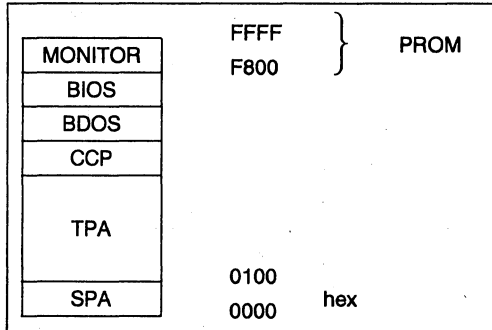 FFFF
PROM
MONITOR
F800
BIOS
BDOS
CCP
TPA
0100
SPA
hex
0000